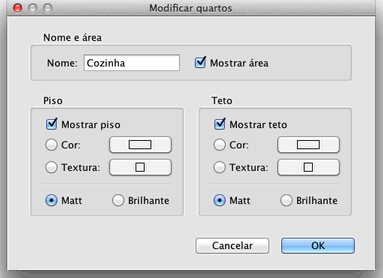 Modificar quartos
Nome e área
Nome: Cozinha Mostrar área
Piso
Mostrar piso
Cor:
Textura:
Matt Brilhante
Teto
Mostrar teto
Cor:
Textura:
Matt Brilhante
Cancelar OK